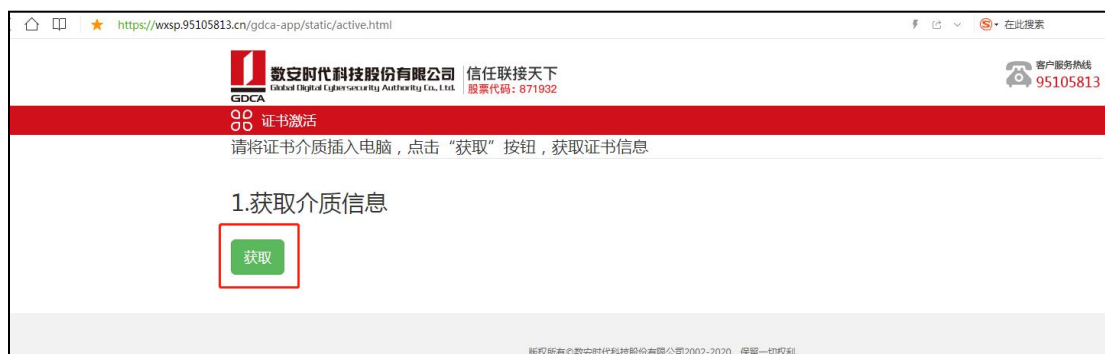 https://wxsp.95105813.cn/gdca-app/static/active.html
在此搜索
数安时代科技股份有限公司
Global Digital Cybersecurity Authority Co., Ltd.
GDCA
信任联接天下
股票代码：871932
客户服务热线
95105813
证书激活
请将证书介质插入电脑，点击“获取”按钮，获取证书信息
1.获取介质信息
获取
版权所有©数安时代科技股份有限公司2002-2020　保留一切权利